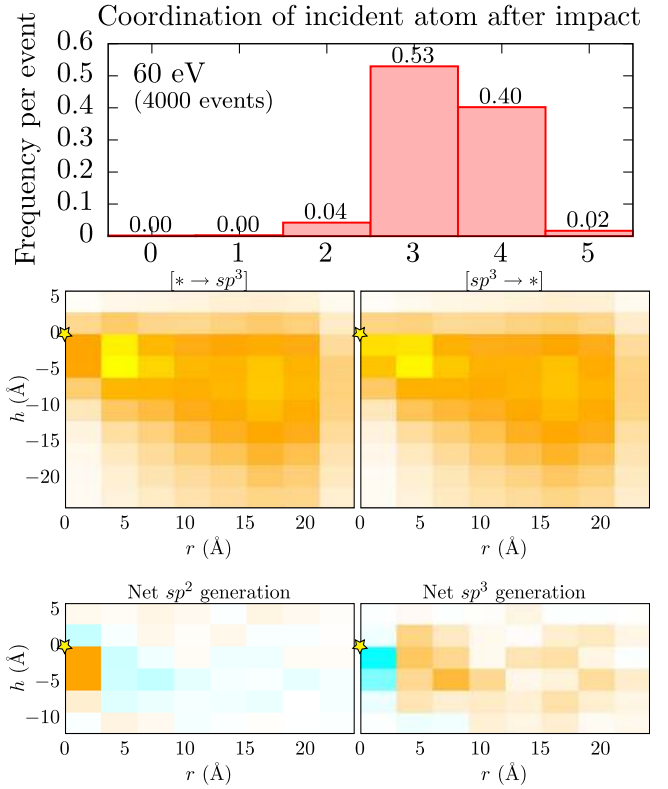 Coordination of incident atom after impact
Frequency per event
0.6
0.5
0.4
0.3
0.2
0.1
0
60 eV
(4000 events)
0.00
0.00
0.04
0.53
0.40
0.02
0 1 2 3 4 5
[∗ → sp³] [sp³ → ∗]
h (Å)
5
0
−5
−10
−15
−20
0 5 10 15 20 0 5 10 15 20
r (Å) r (Å)
Net sp² generation Net sp³ generation
h (Å)
5
0
−5
−10
0 5 10 15 20 0 5 10 15 20
r (Å) r (Å)